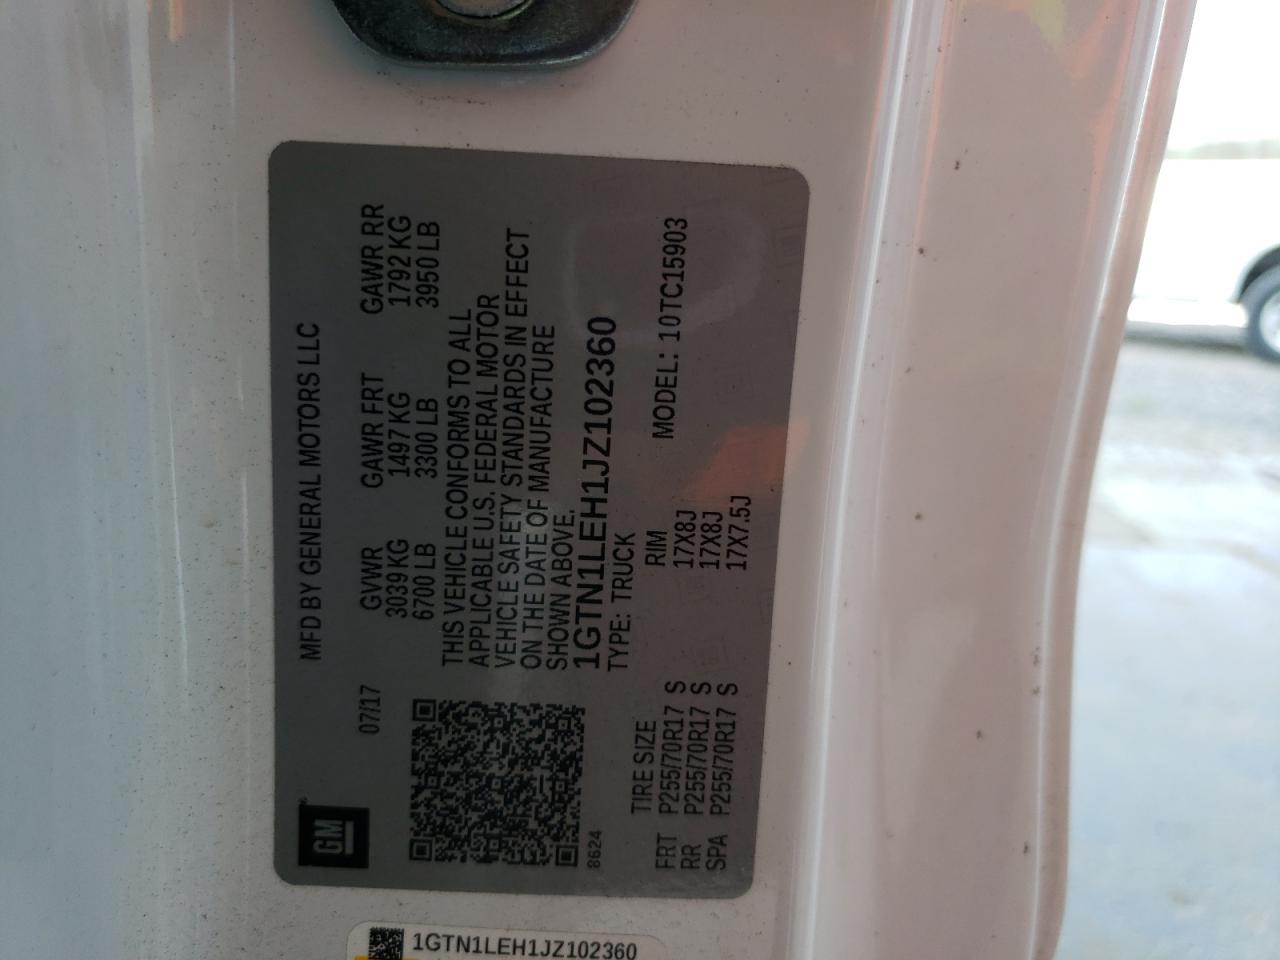 MFD BY GENERAL MOTORS LLC
GM
07/17
GVWR GAWR FRT GAWR RR
3039 KG 1497 KG 1792 KG
6700 LB 3300 LB 3950 LB
THIS VEHICLE CONFORMS TO ALL
APPLICABLE U.S. FEDERAL MOTOR
VEHICLE SAFETY STANDARDS IN EFFECT
ON THE DATE OF MANUFACTURE
SHOWN ABOVE.
1GTN1LEH1JZ102360
8624
TYPE: TRUCK MODEL: 10TC15903
TIRE SIZE RIM
FRT P255/70R17 S 17X8J
RR P255/70R17 S 17X8J
SPA P255/70R17 S 17X7.5J
1GTN1LEH1JZ102360